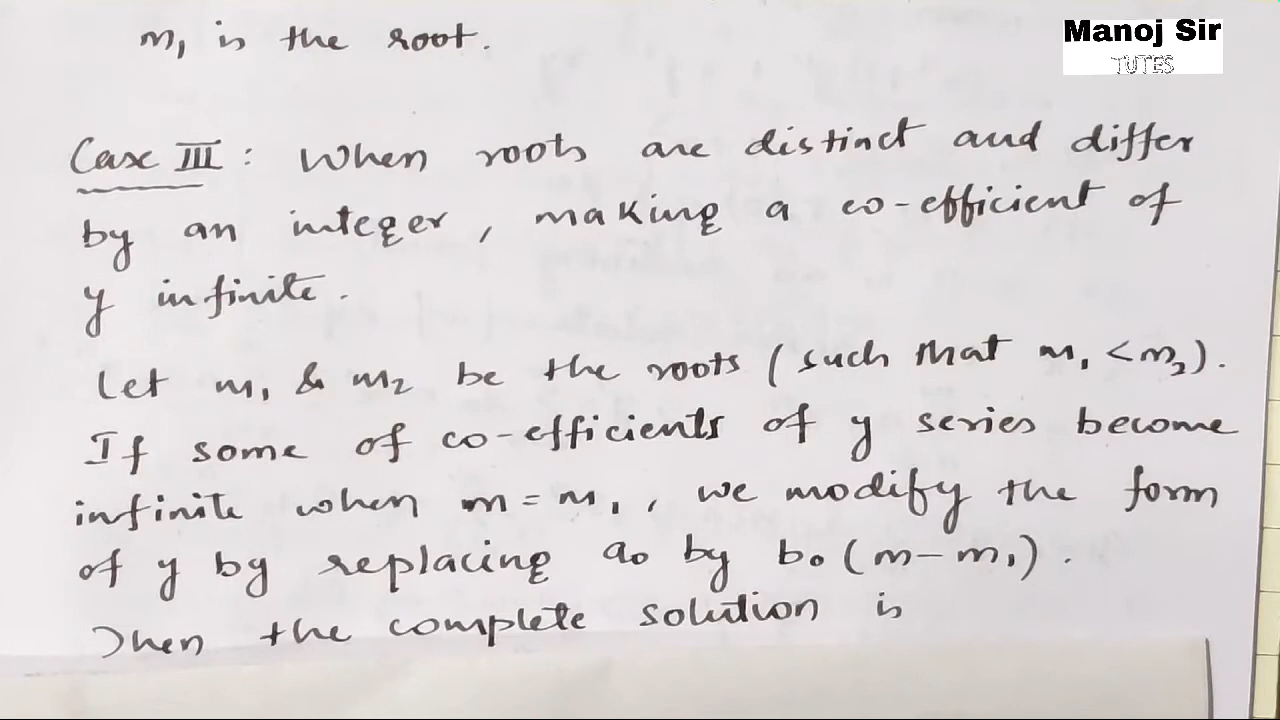 m₁ is the root.
Manoj Sir
TUTES
Case III : When roots are distinct and differ
by an integer, making a co-efficient of
y infinite.
Let m₁ & m₂ be the roots (such that m₁ < m₂).
If some of co-efficients of y series become
infinite when m = m₁, we modify the form
of y by replacing a₀ by b₀ (m - m₁).
Then the complete solution is